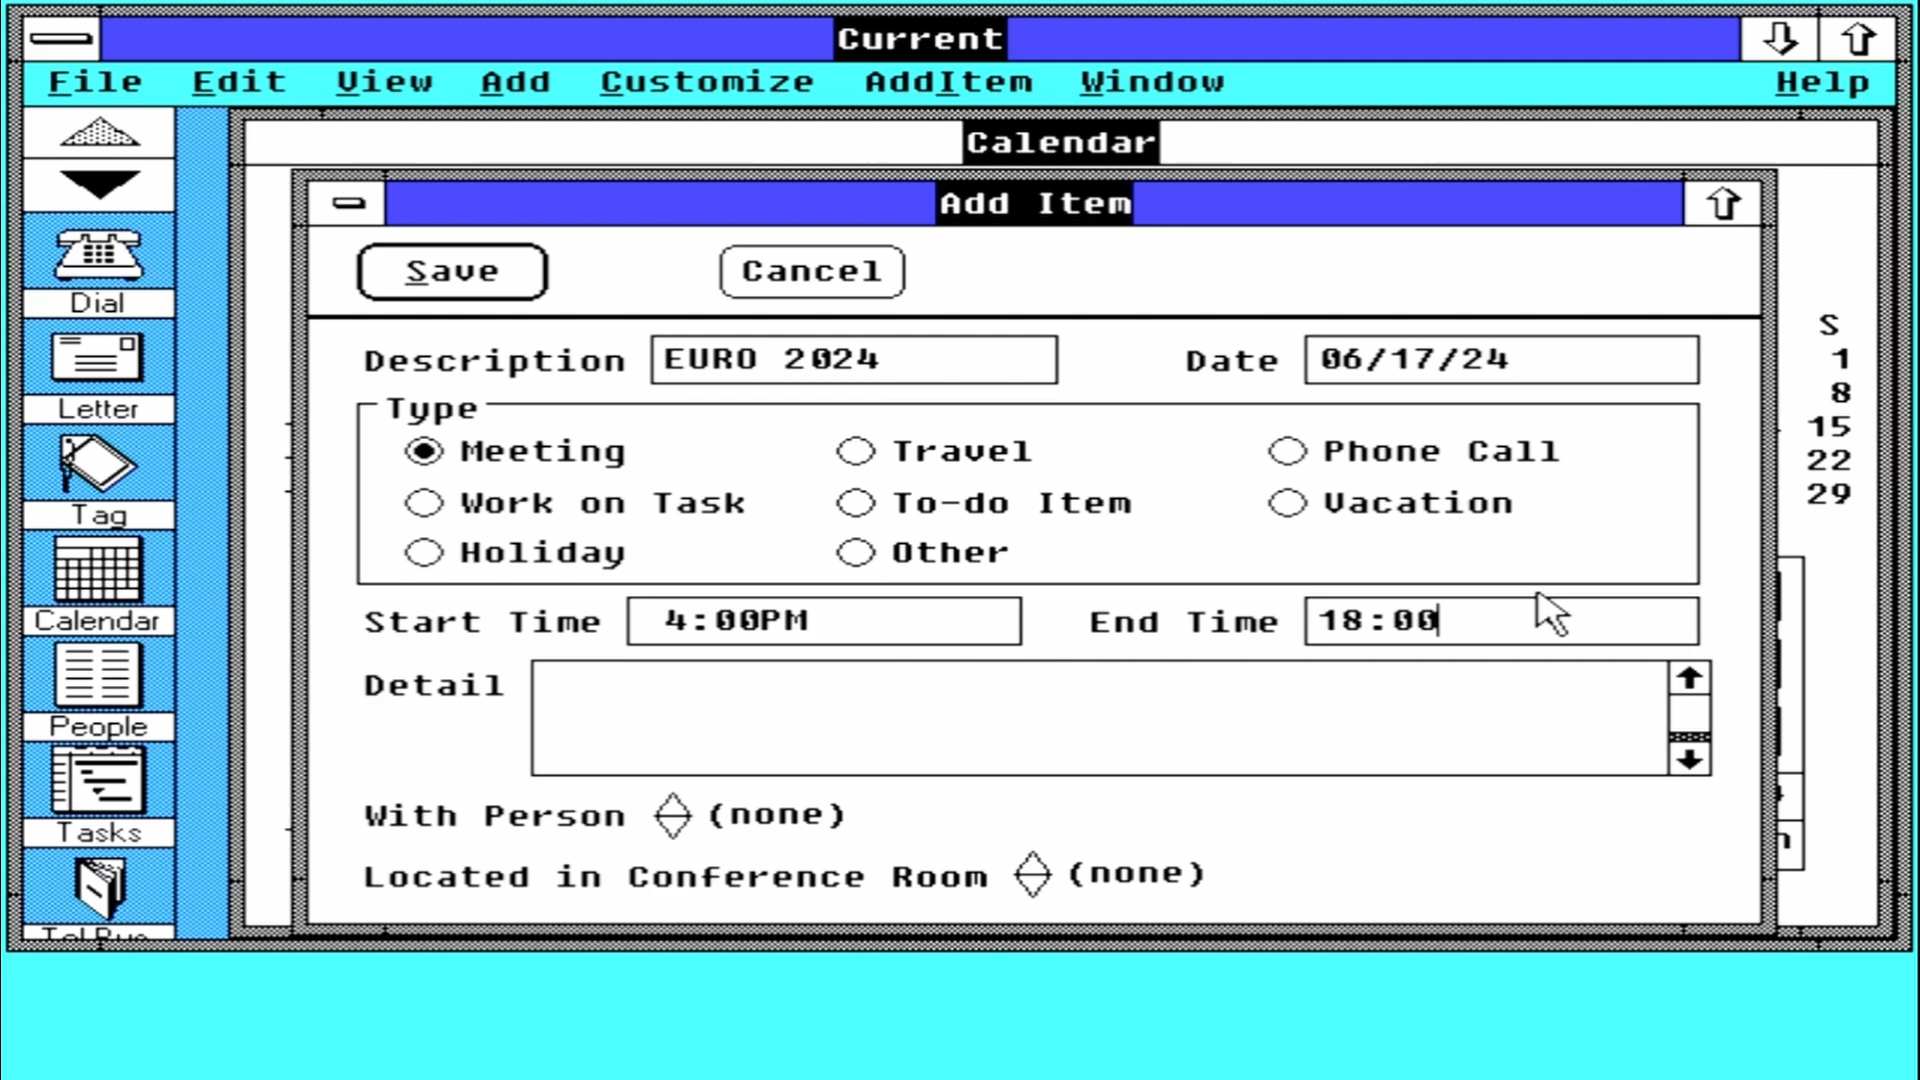 Current
File Edit View Add Customize AddItem Window Help
Calendar
Add Item
Save Cancel
Description EURO 2024 Date 06/17/24
Type
Meeting Travel Phone Call
Work on Task To-do Item Vacation
Holiday Other
Start Time 4:00PM End Time 18:00
Detail
With Person (none)
Located in Conference Room (none)
Dial
Letter
Tag
Calendar
People
Tasks
S
1
8
15
22
29